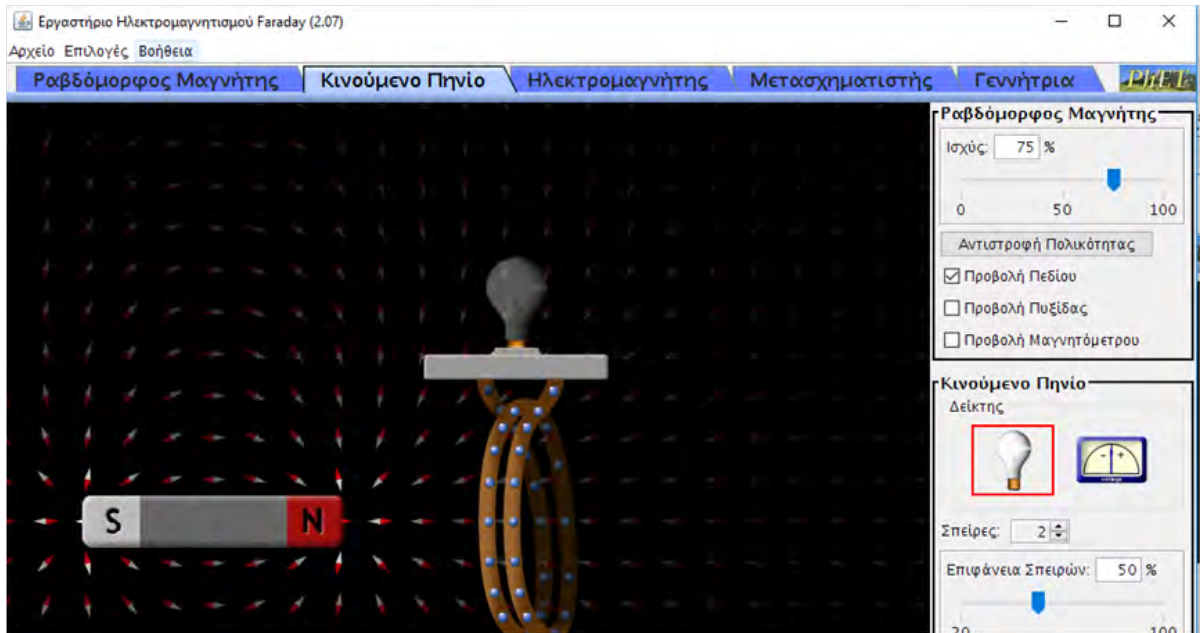 Εργαστήριο Ηλεκτρομαγνητισμού Faraday (2.07)
Αρχείο Επιλογές Βοήθεια
Ραβδόμορφος Μαγνήτης Κινούμενο Πηνίο Ηλεκτρομαγνήτης Μετασχηματιστής Γεννήτρια PhET
Ραβδόμορφος Μαγνήτης
Ισχύς: 75 %
0 50 100
Αντιστροφή Πολικότητας
Προβολή Πεδίου
Προβολή Πυξίδας
Προβολή Μαγνητόμετρου
Κινούμενο Πηνίο
Δείκτης
- +
Σπείρες: 2
Επιφάνεια Σπειρών: 50 %
20 100
S N